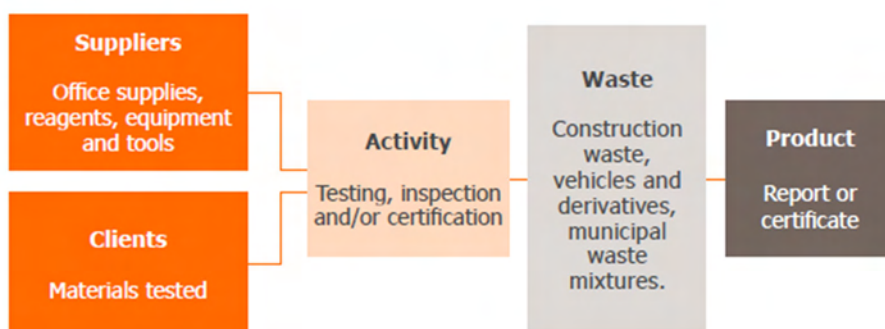 Suppliers
Office supplies,
reagents, equipment
and tools
Clients
Materials tested
Activity
Testing, inspection
and/or certification
Waste
Construction
waste,
vehicles and
derivatives,
municipal
waste
mixtures.
Product
Report or
certificate